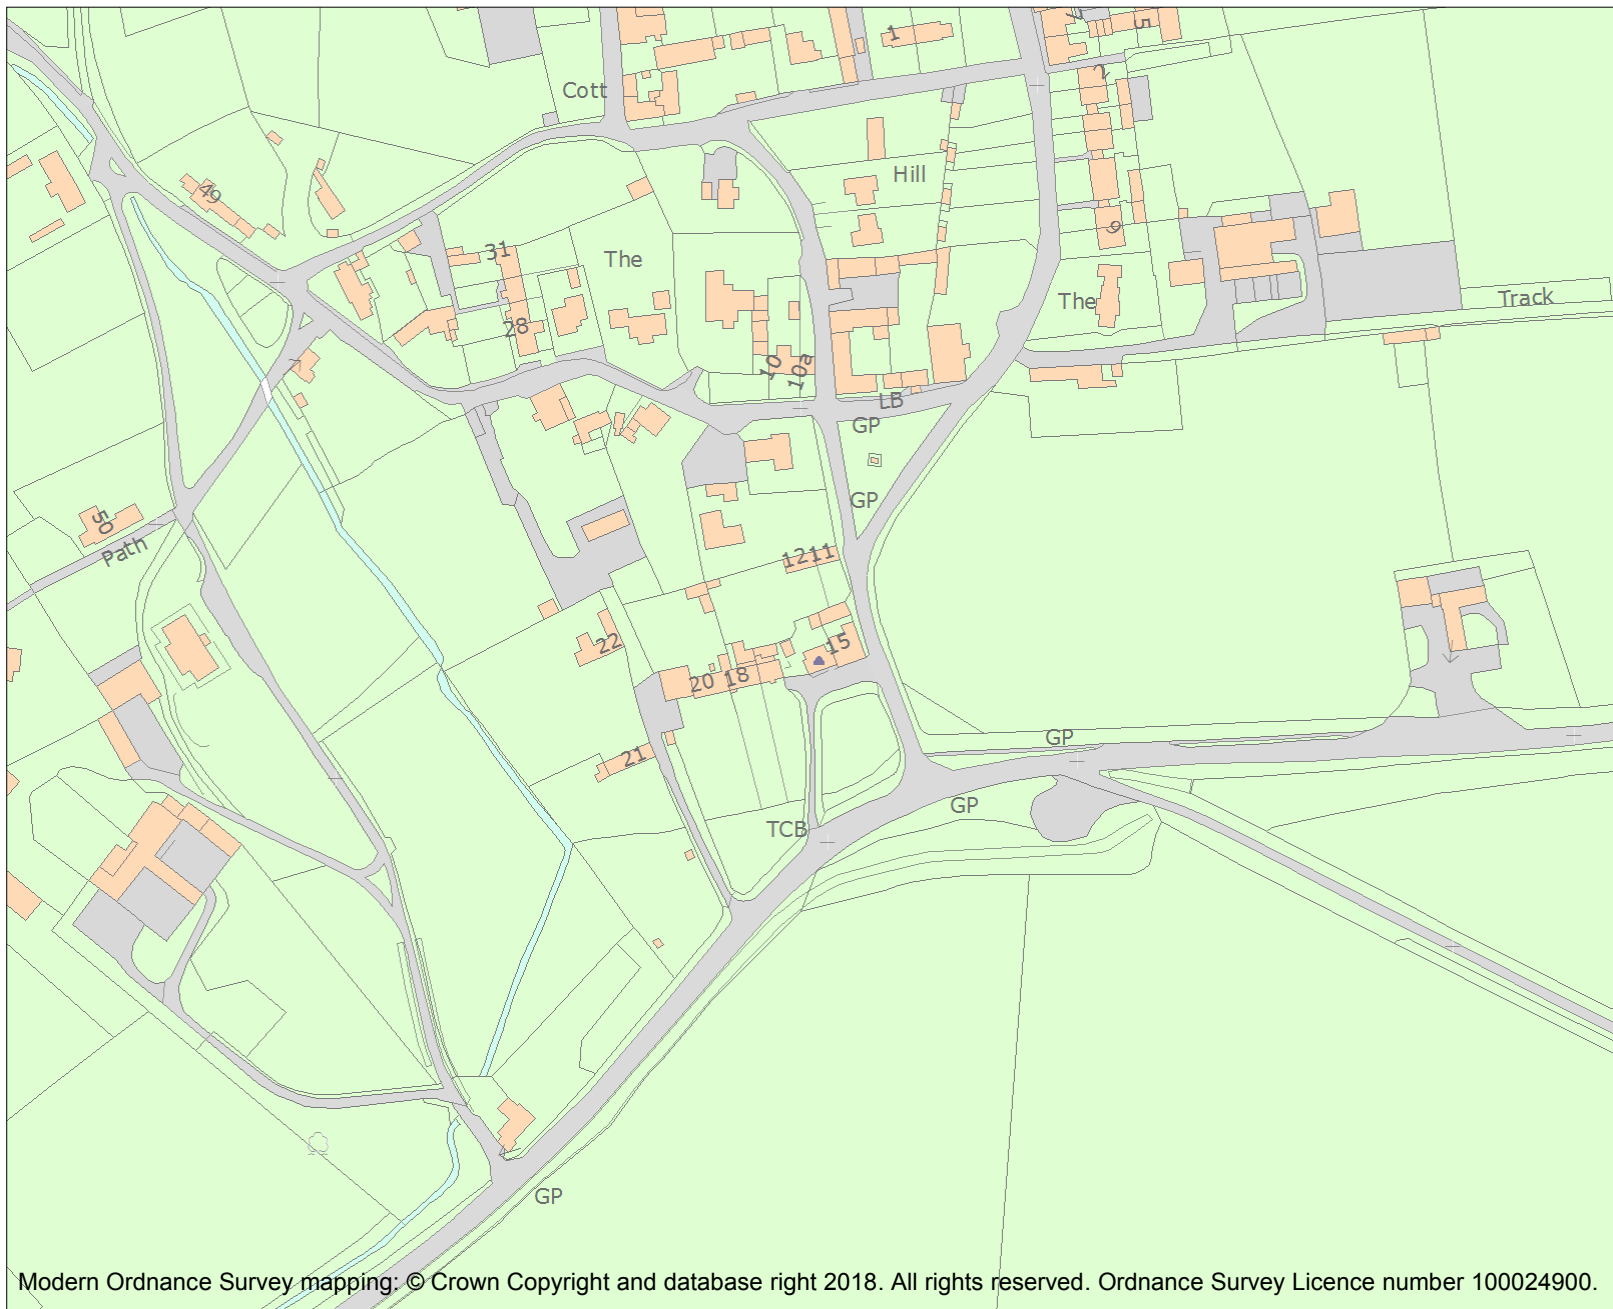 7
5
1
2
Cott
Hill
49
9
31
The
The
Track
28
10
10a
7
LB
GP
GP
50
Path
1211
22
15
20 18
21
GP
GP
TCB
GP
Modern Ordnance Survey mapping: © Crown Copyright and database right 2018. All rights reserved. Ordnance Survey Licence number 100024900.